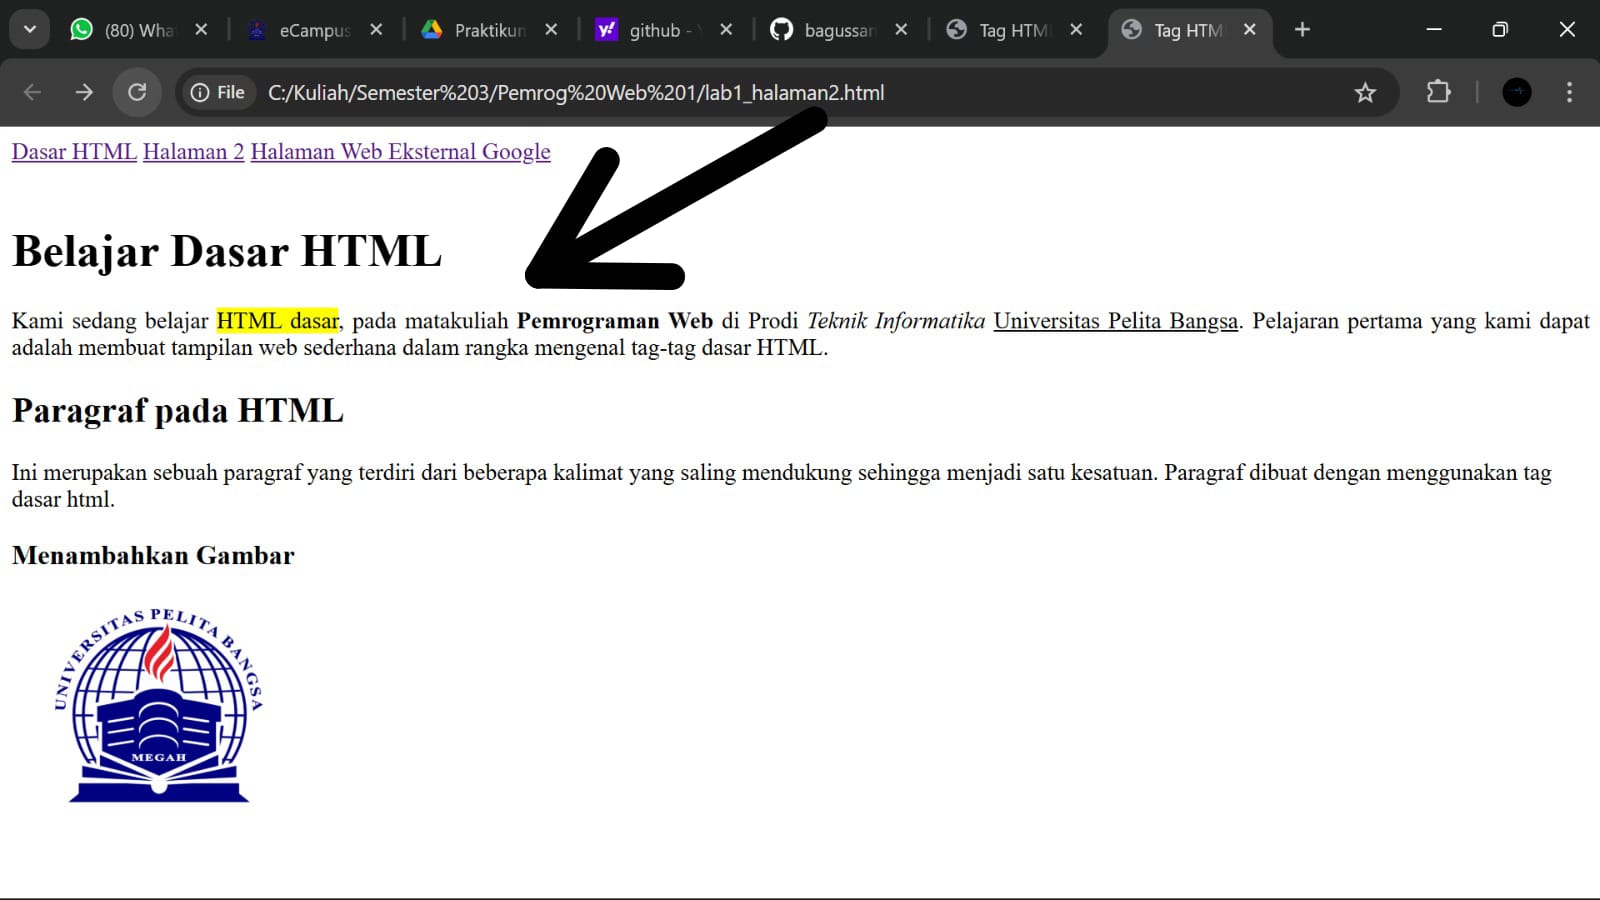 (80) Wha
eCampus
Praktikun
github -
bagussan
Tag HTM
Tag HTM
File
C:/Kuliah/Semester%203/Pemrog%20Web%201/lab1_halaman2.html
Dasar HTML Halaman 2 Halaman Web Eksternal Google
Belajar Dasar HTML
Kami sedang belajar HTML dasar, pada matakuliah Pemrograman Web di Prodi Teknik Informatika Universitas Pelita Bangsa. Pelajaran pertama yang kami dapat
adalah membuat tampilan web sederhana dalam rangka mengenal tag-tag dasar HTML.
Paragraf pada HTML
Ini merupakan sebuah paragraf yang terdiri dari beberapa kalimat yang saling mendukung sehingga menjadi satu kesatuan. Paragraf dibuat dengan menggunakan tag
dasar html.
Menambahkan Gambar
UNIVERSITAS PELITA BANGSA
MEGAH